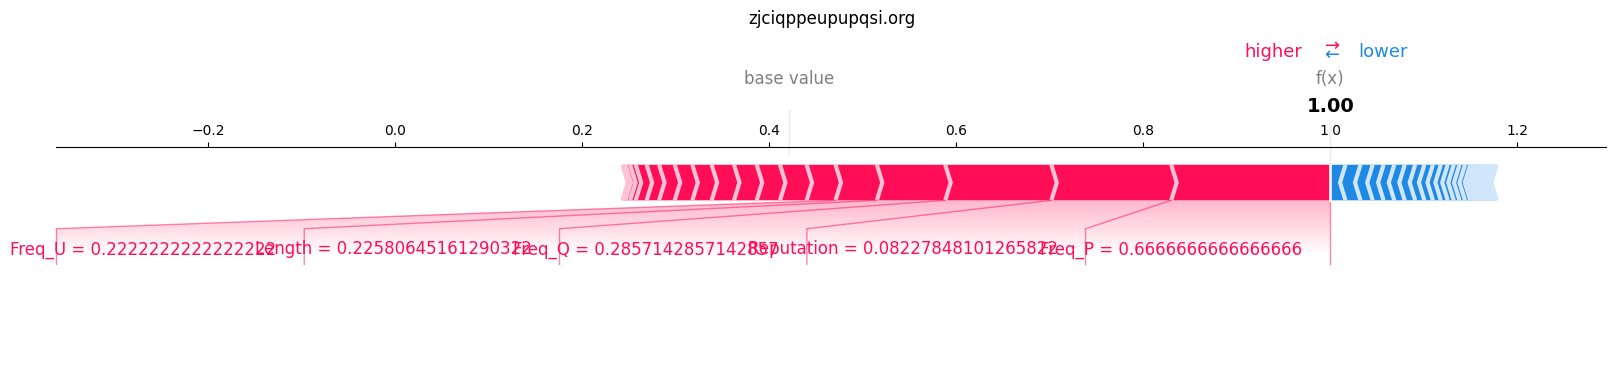 zjciqppeupupqsi.org
higher → ← lower
base value f(x)
1.00
−0.2 0.0 0.2 0.4 0.6 0.8 1.0 1.2
Freq_U = 0.2222222222222222 Length = 0.22580645161290322 Freq_Q = 0.2857142857142857 Reputation = 0.08227848101265822 Freq_P = 0.6666666666666666